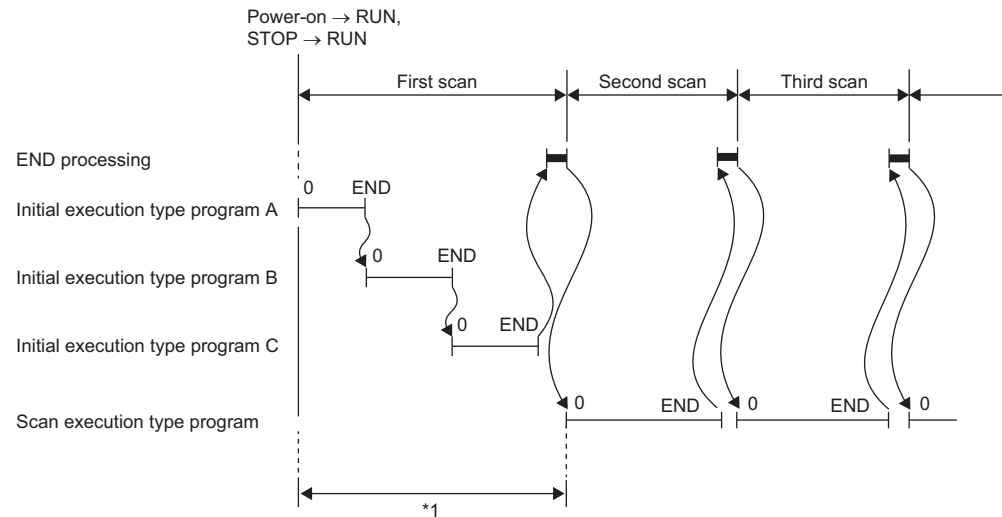 Power-on → RUN,
STOP → RUN
First scan
Second scan
Third scan
END processing
0 END
Initial execution type program A
0 END
Initial execution type program B
0 END
Initial execution type program C
0 END 0 END 0
Scan execution type program
*1